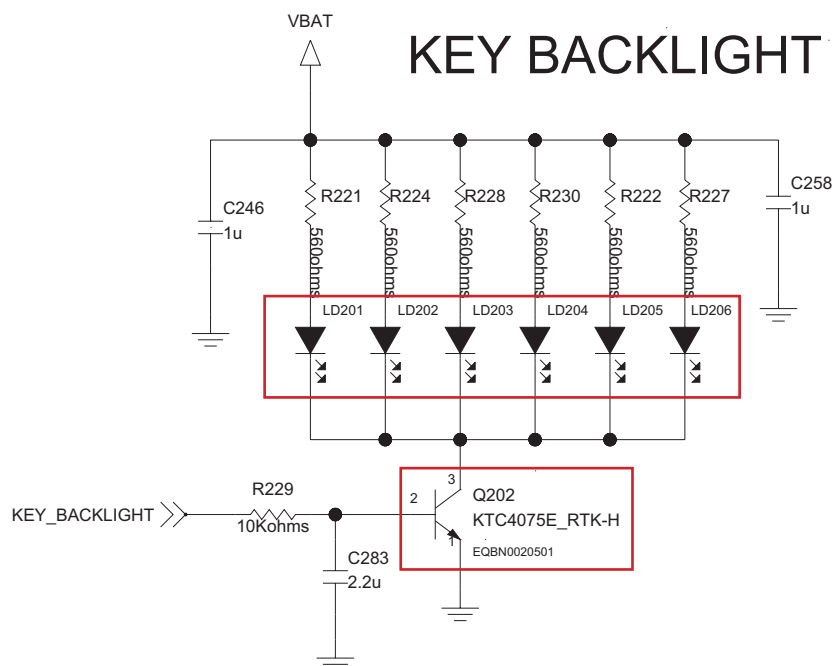 VBAT
KEY BACKLIGHT
R221
R224
R228
R230
R222
R227
C246
1u
C258
1u
560ohms
560ohms
560ohms
560ohms
560ohms
560ohms
LD201
LD202
LD203
LD204
LD205
LD206
3
2
1
Q202
KTC4075E_RTK-H
EQBN0020501
KEY_BACKLIGHT
R229
10Kohms
C283
2.2u